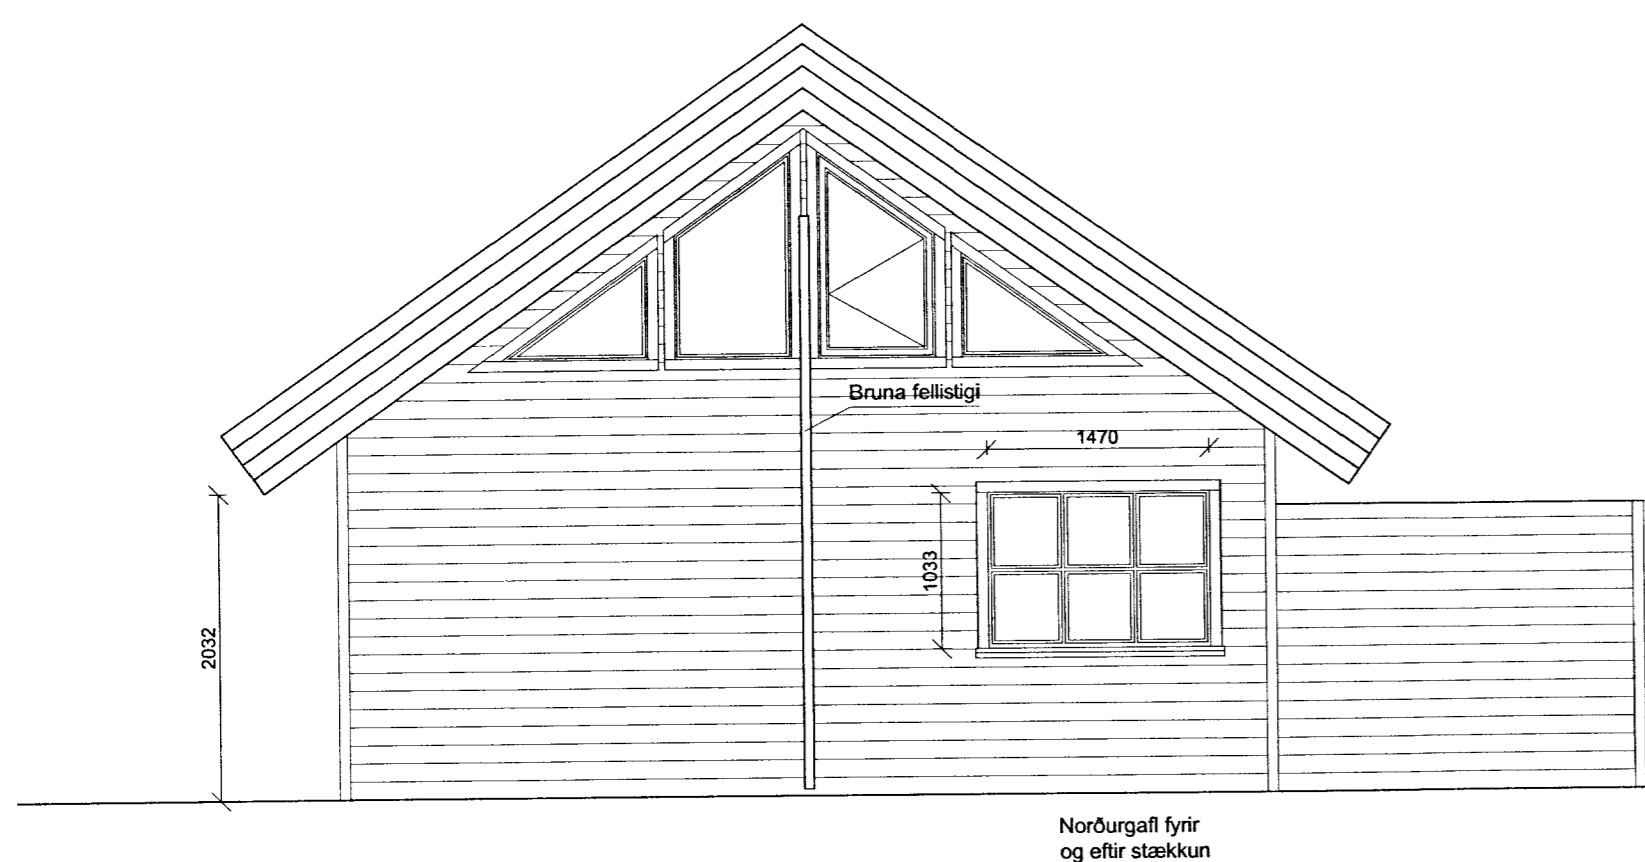 Bruna fellistigi
1470
1033
2032
Norðurgafl fyrir
og eftir stækkun